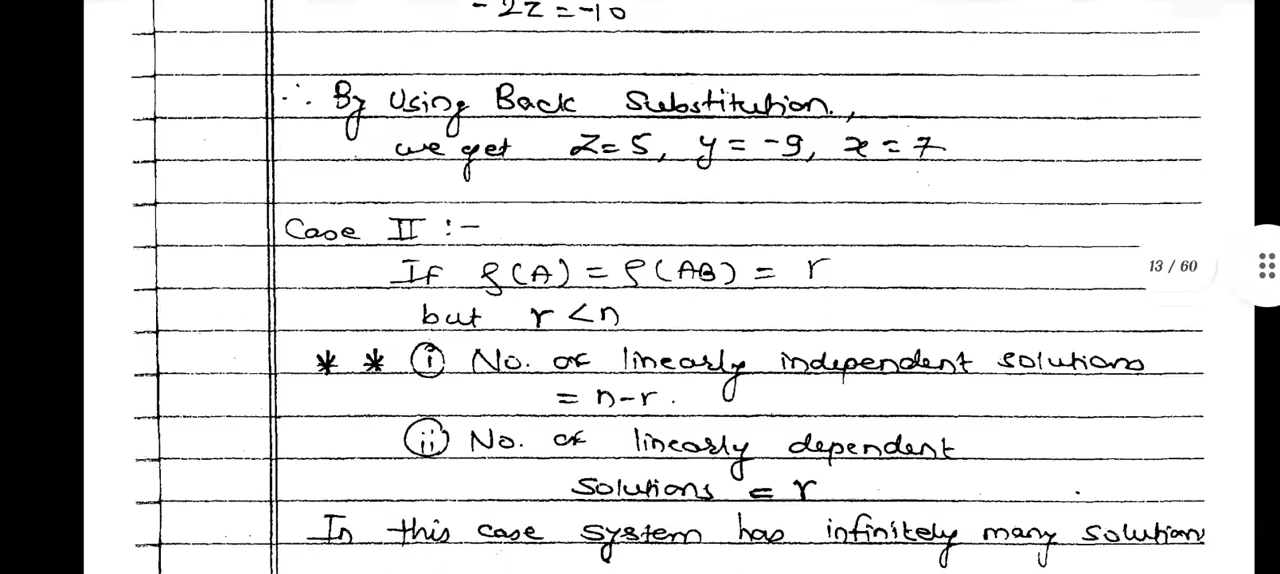 - 2z = -10
∴ By Using Back Substitution,
we get z=5, y = -9, x = 7
Case II :-
If ρ(A) = ρ(AB) = r
but r < n
13 / 60
* * (i) No. of linearly independent solutions
= n-r.
(ii) No. of linearly dependent
Solutions = r
In this case system has infinitely many solutions